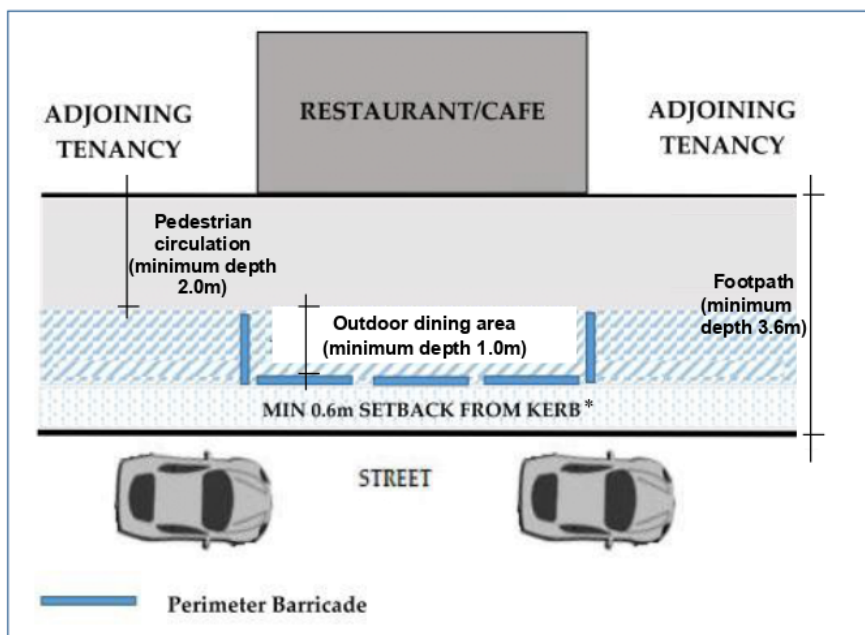 RESTAURANT/CAFE
ADJOINING
TENANCY
ADJOINING
TENANCY
Pedestrian
circulation
(minimum depth
2.0m)
Footpath
(minimum
depth 3.6m)
Outdoor dining area
(minimum depth 1.0m)
MIN 0.6m SETBACK FROM KERB*
STREET
Perimeter Barricade